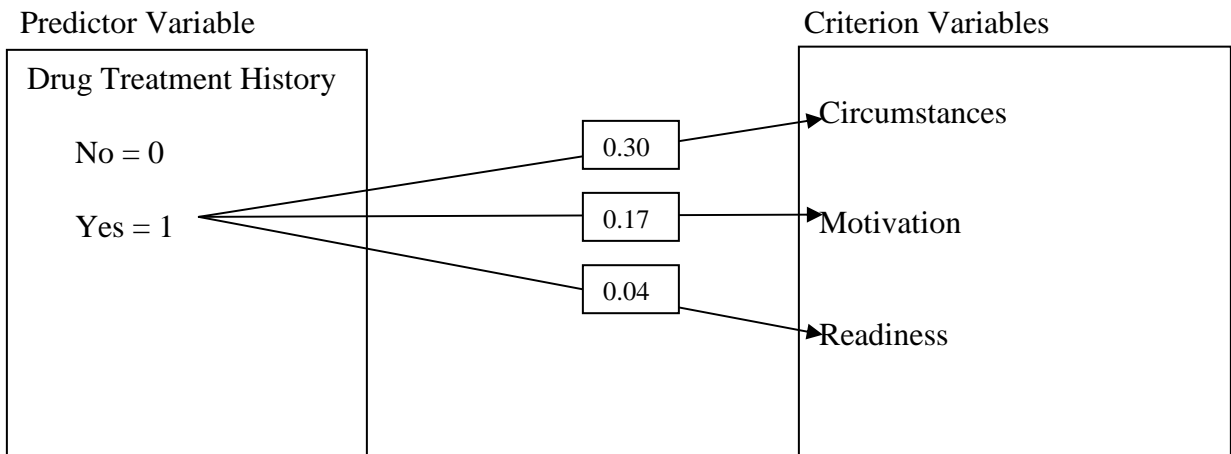 Predictor Variable
Criterion Variables
Drug Treatment History
No = 0
Yes = 1
0.30
0.17
0.04
Circumstances
Motivation
Readiness